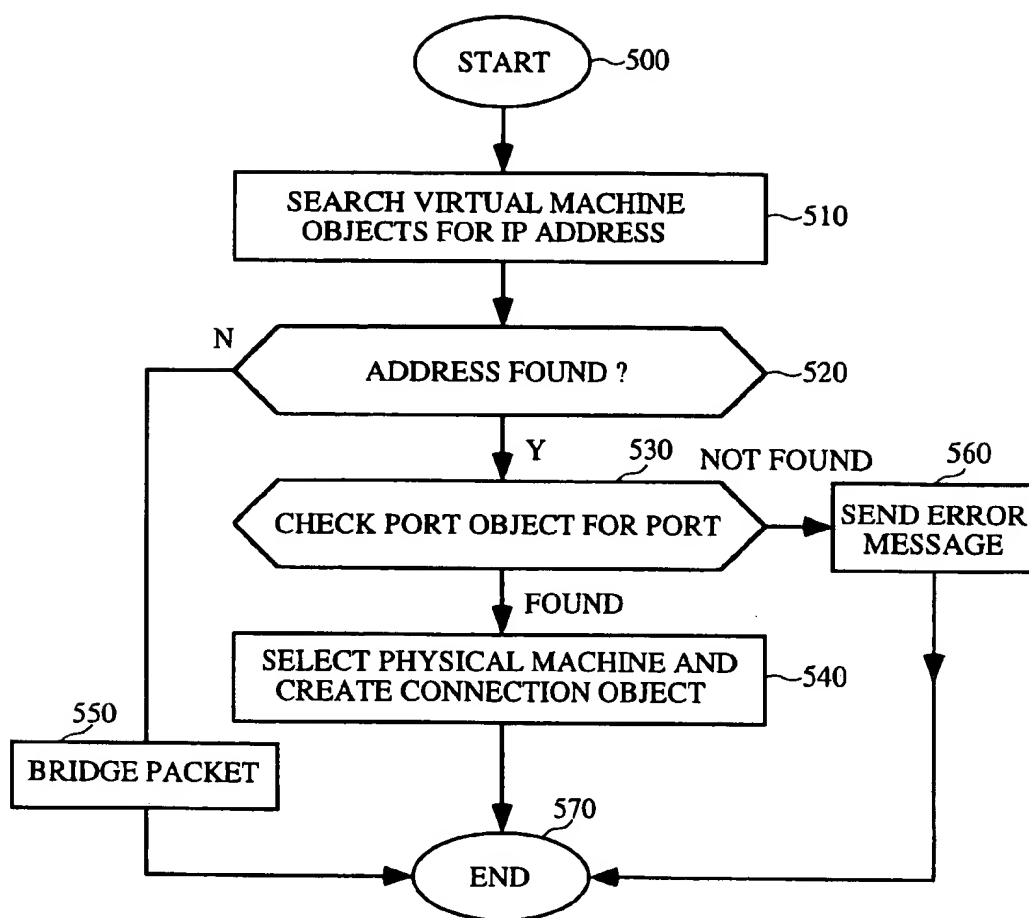 START
500
SEARCH VIRTUAL MACHINE
OBJECTS FOR IP ADDRESS
510
N
ADDRESS FOUND ?
520
Y
530
NOT FOUND
560
CHECK PORT OBJECT FOR PORT
SEND ERROR
MESSAGE
FOUND
SELECT PHYSICAL MACHINE AND
CREATE CONNECTION OBJECT
540
550
BRIDGE PACKET
570
END